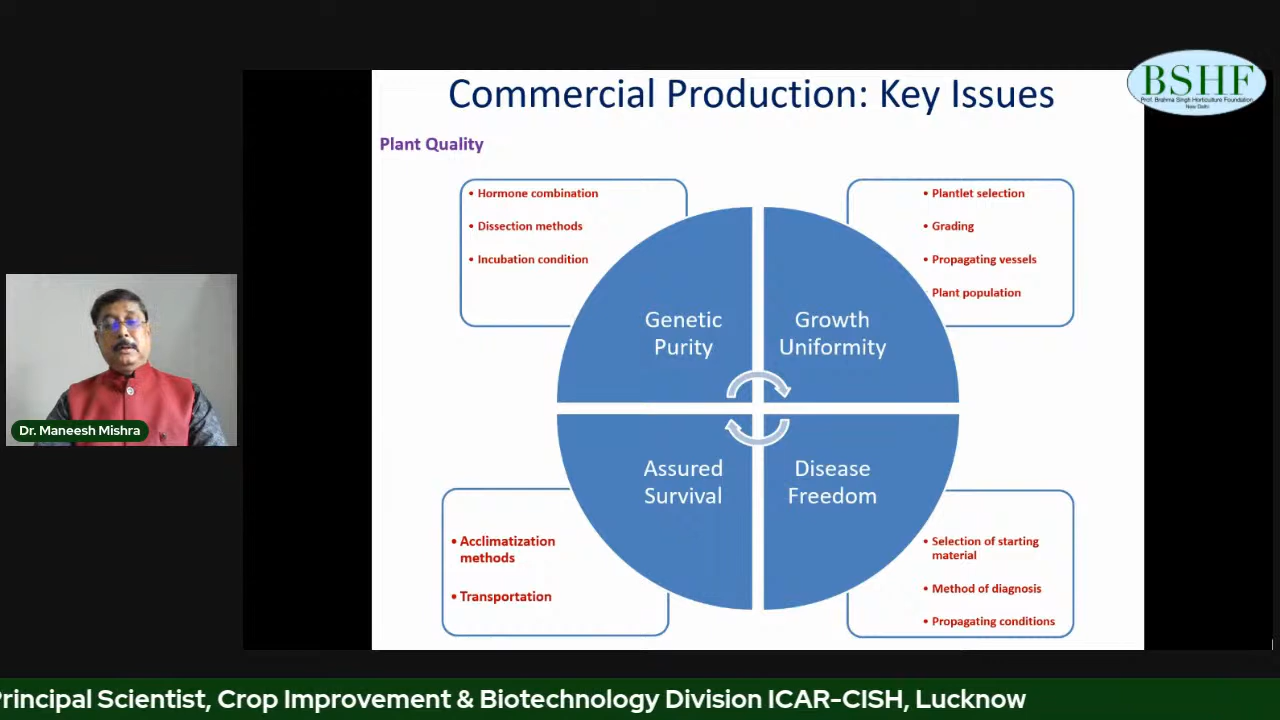 Commercial Production: Key Issues
BSHF
Prof. Brahma Singh Horticulture Foundation
New Delhi
Plant Quality
• Hormone combination
• Dissection methods
• Incubation condition
• Plantlet selection
• Grading
• Propagating vessels
Plant population
Genetic
Purity
Growth
Uniformity
Assured
Survival
Disease
Freedom
• Acclimatization
methods
• Transportation
• Selection of starting
material
• Method of diagnosis
• Propagating conditions
Dr. Maneesh Mishra
Principal Scientist, Crop Improvement & Biotechnology Division ICAR-CISH, Lucknow